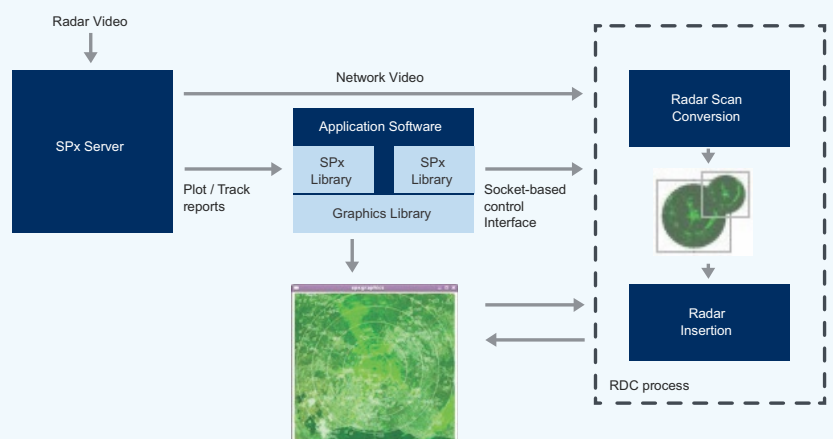 Radar Video
SPx Server
Network Video
Plot / Track
reports
Application Software
SPx
Library
SPx
Library
Graphics Library
Socket-based
control
Interface
Radar Scan
Conversion
Radar
Insertion
RDC process